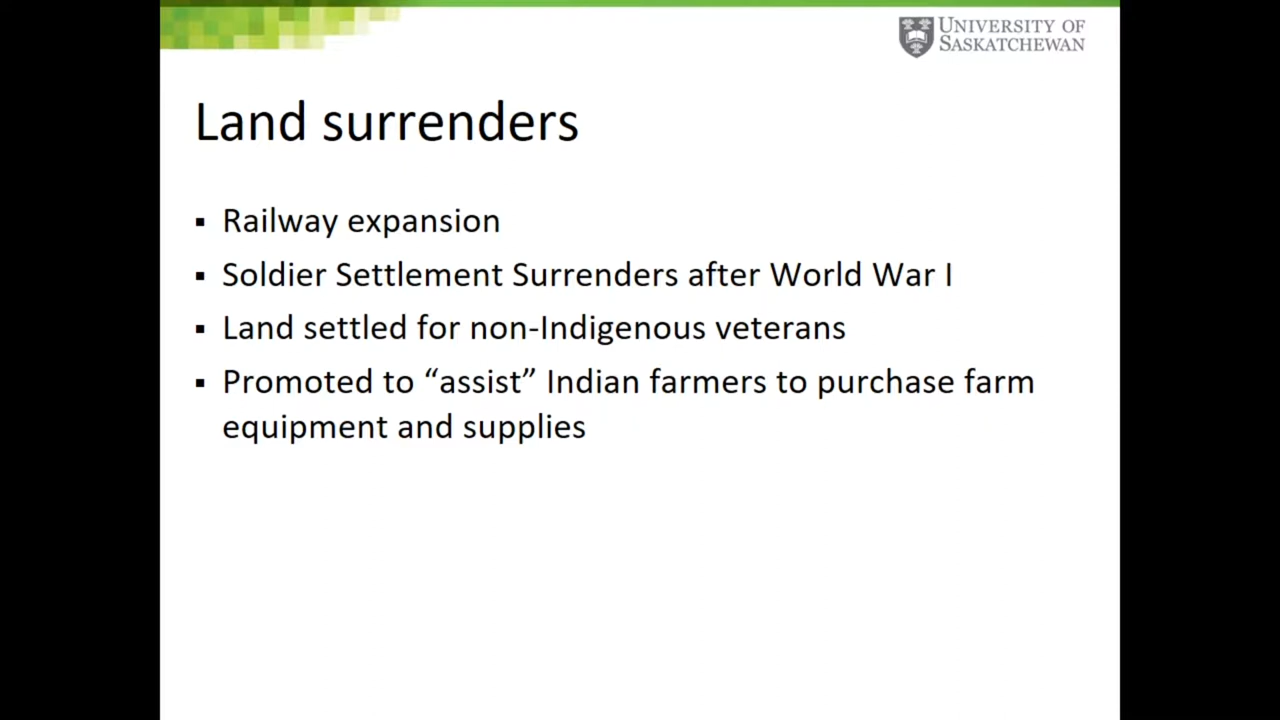 UNIVERSITY OF
SASKATCHEWAN
Land surrenders
▪ Railway expansion
▪ Soldier Settlement Surrenders after World War I
▪ Land settled for non-Indigenous veterans
▪ Promoted to “assist” Indian farmers to purchase farm
equipment and supplies